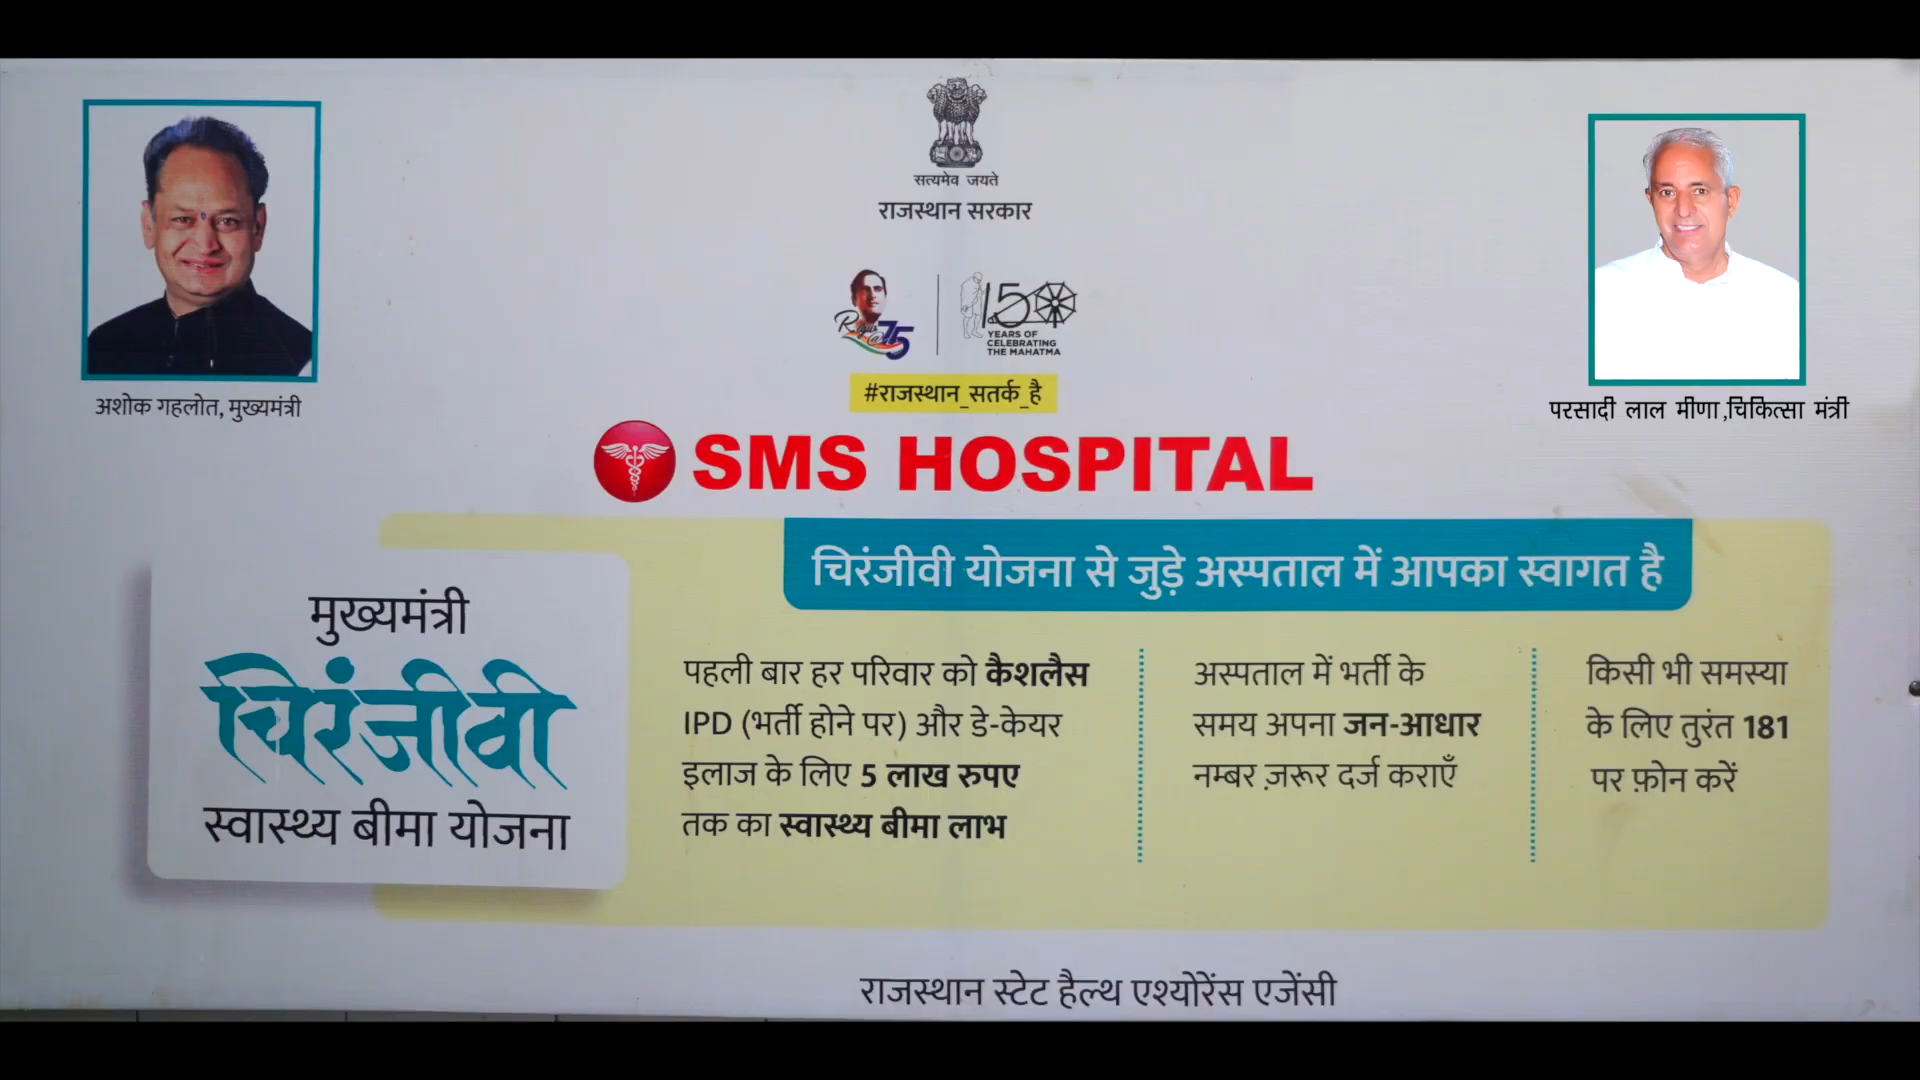 सत्यमेव जयते
राजस्थान सरकार
75
150
YEARS OF
CELEBRATING
THE MAHATMA
#राजस्थान_सतर्क_है
अशोक गहलोत, मुख्यमंत्री
परसादी लाल मीणा,चिकित्सा मंत्री
SMS HOSPITAL
चिरंजीवी योजना से जुड़े अस्पताल में आपका स्वागत है
मुख्यमंत्री
चिरंजीवी
स्वास्थ्य बीमा योजना
पहली बार हर परिवार को कैशलैस
IPD (भर्ती होने पर) और डे-केयर
इलाज के लिए 5 लाख रुपए
तक का स्वास्थ्य बीमा लाभ
अस्पताल में भर्ती के
समय अपना जन-आधार
नम्बर ज़रूर दर्ज कराएँ
किसी भी समस्या
के लिए तुरंत 181
पर फ़ोन करें
राजस्थान स्टेट हैल्थ एश्योरेंस एजेंसी